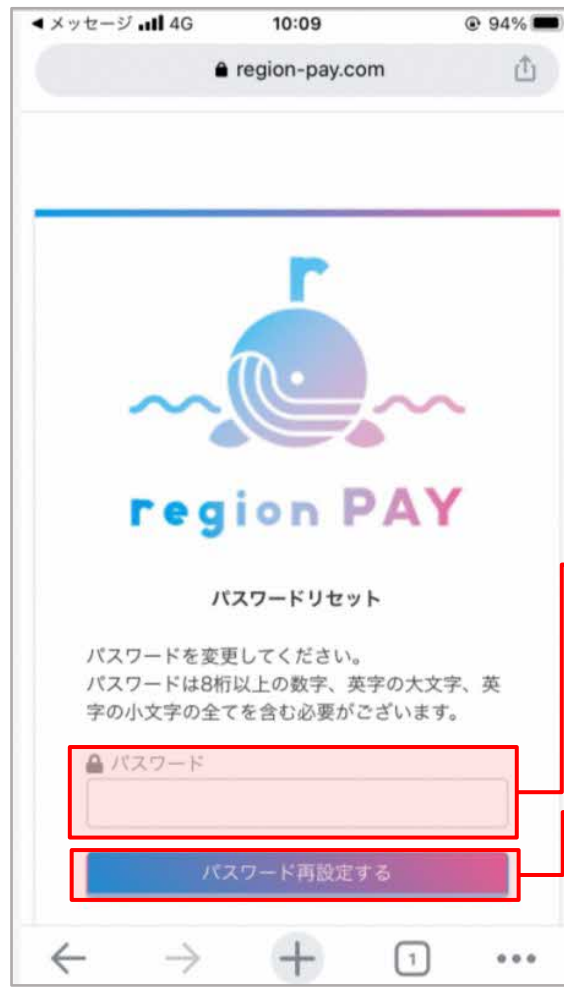 メッセージ 4G 10:09 94%
region-pay.com
r
region PAY
パスワードリセット
パスワードを変更してください。
パスワードは8桁以上の数字、英字の大文字、英
字の小文字の全てを含む必要がございます。
パスワード
パスワード再設定する
1